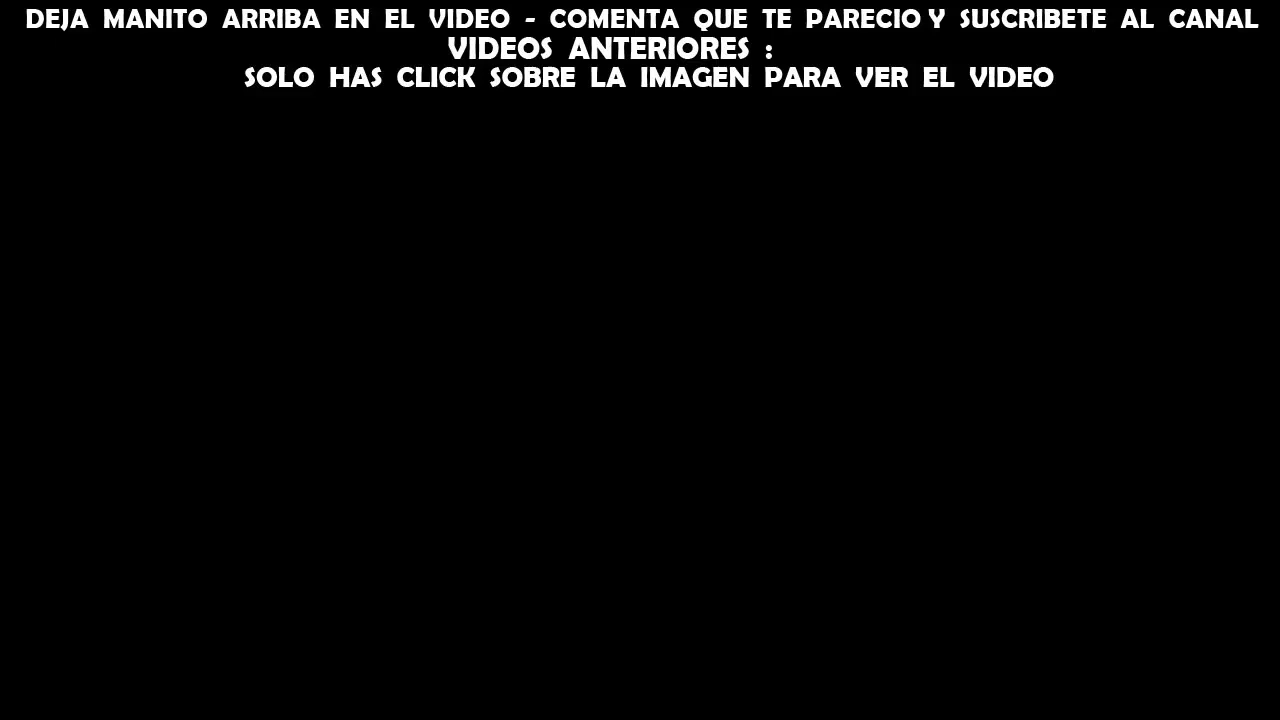 DEJA MANITO ARRIBA EN EL VIDEO - COMENTA QUE TE PARECIO Y SUSCRIBETE AL CANAL
VIDEOS ANTERIORES :
SOLO HAS CLICK SOBRE LA IMAGEN PARA VER EL VIDEO